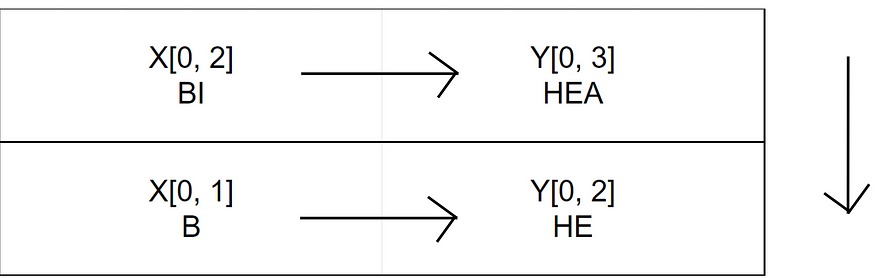 X[0, 2]
BI
Y[0, 3]
HEA
X[0, 1]
B
Y[0, 2]
HE